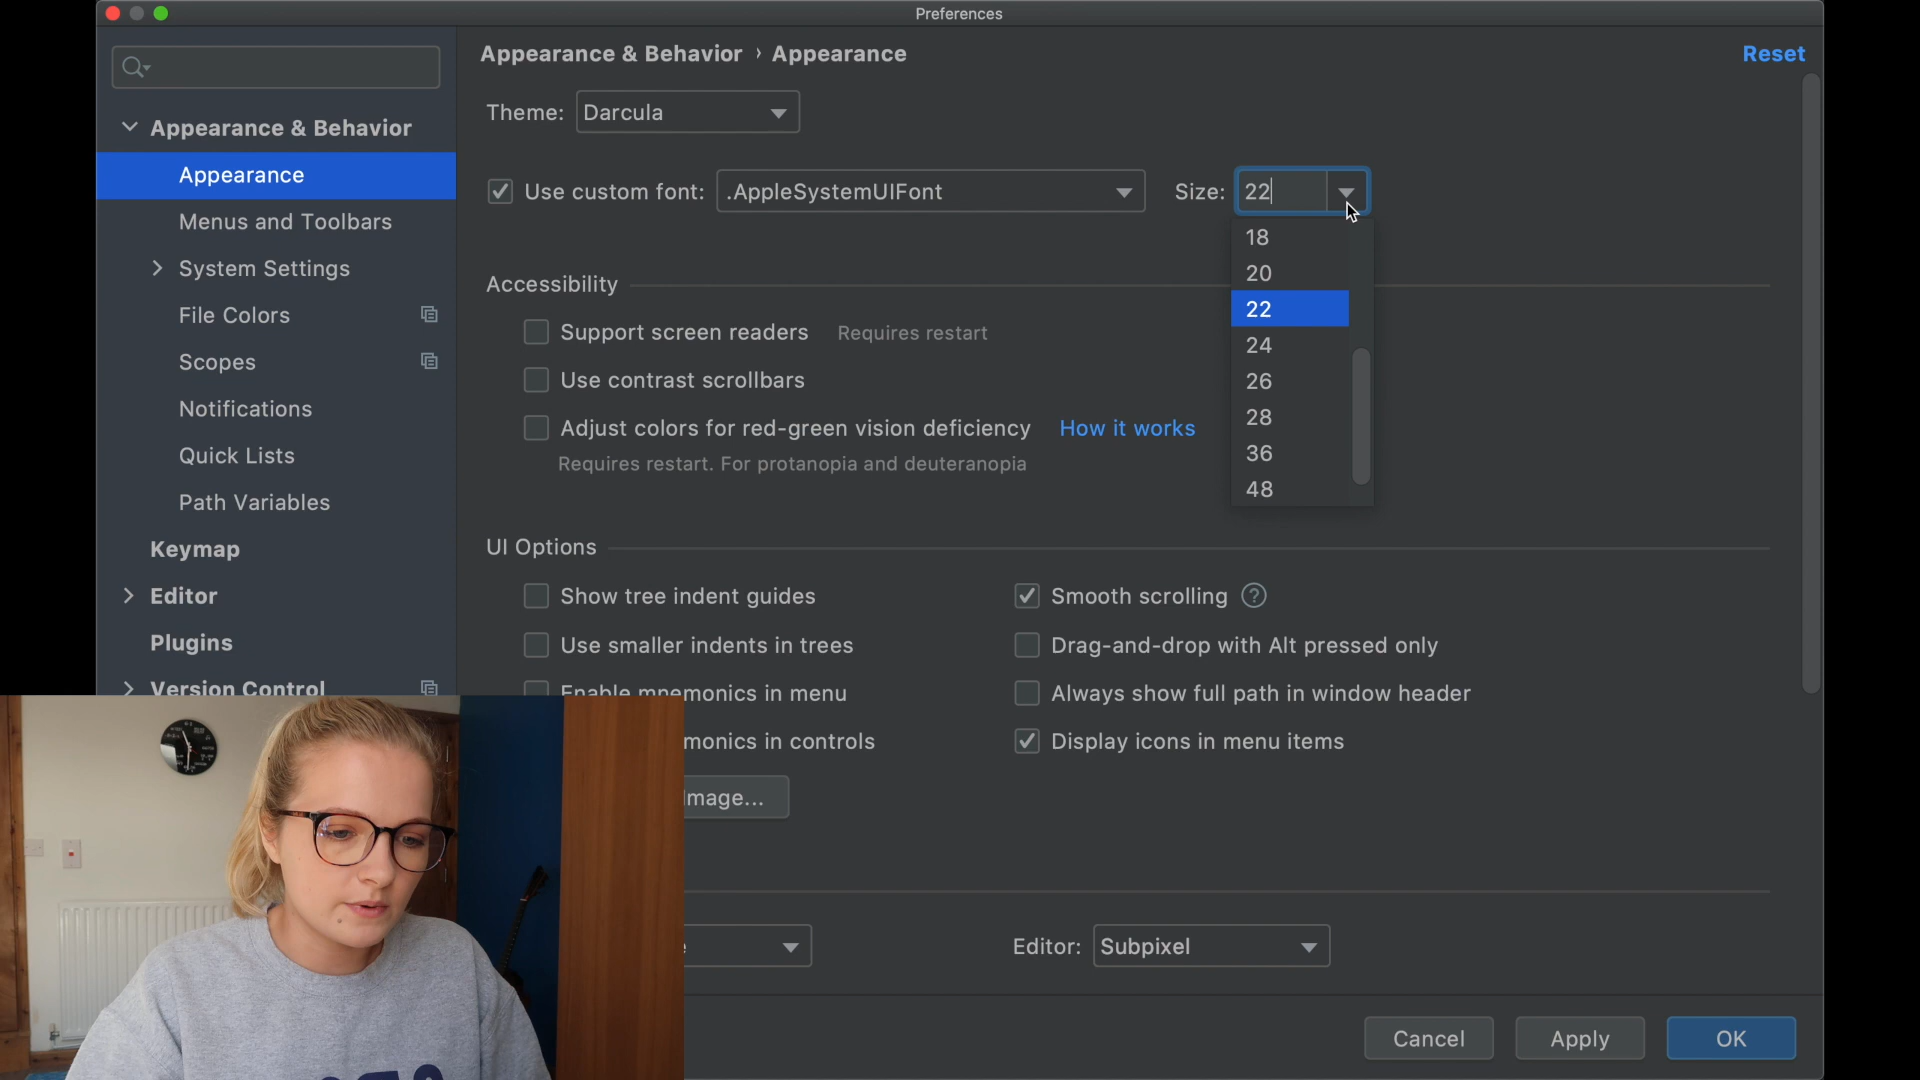 Preferences
Appearance & Behavior › Appearance
Reset
Appearance & Behavior
Appearance
Menus and Toolbars
System Settings
File Colors
Scopes
Notifications
Quick Lists
Path Variables
Keymap
Editor
Plugins
Version Control
Theme: Darcula
Use custom font: .AppleSystemUIFont
Size: 22
18
20
22
24
26
28
36
48
Accessibility
Support screen readers Requires restart
Use contrast scrollbars
Adjust colors for red-green vision deficiency How it works
Requires restart. For protanopia and deuteranopia
UI Options
Show tree indent guides
Smooth scrolling ?
Use smaller indents in trees
Drag-and-drop with Alt pressed only
Enable mnemonics in menu
Always show full path in window header
monics in controls
Display icons in menu items
Image...
Editor: Subpixel
Cancel
Apply
OK